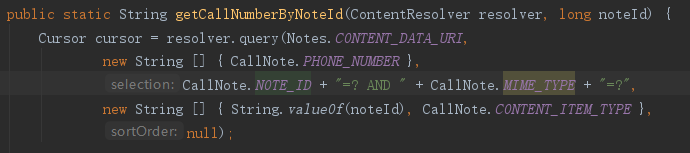 public static String getCallNumberByNoteId(ContentResolver resolver, long noteId) {
Cursor cursor = resolver.query(Notes.CONTENT_DATA_URI,
new String [] { CallNote.PHONE_NUMBER },
selection: CallNote.NOTE_ID + "=? AND " + CallNote.MIME_TYPE + "=?",
new String [] { String.valueOf(noteId), CallNote.CONTENT_ITEM_TYPE },
sortOrder: null);